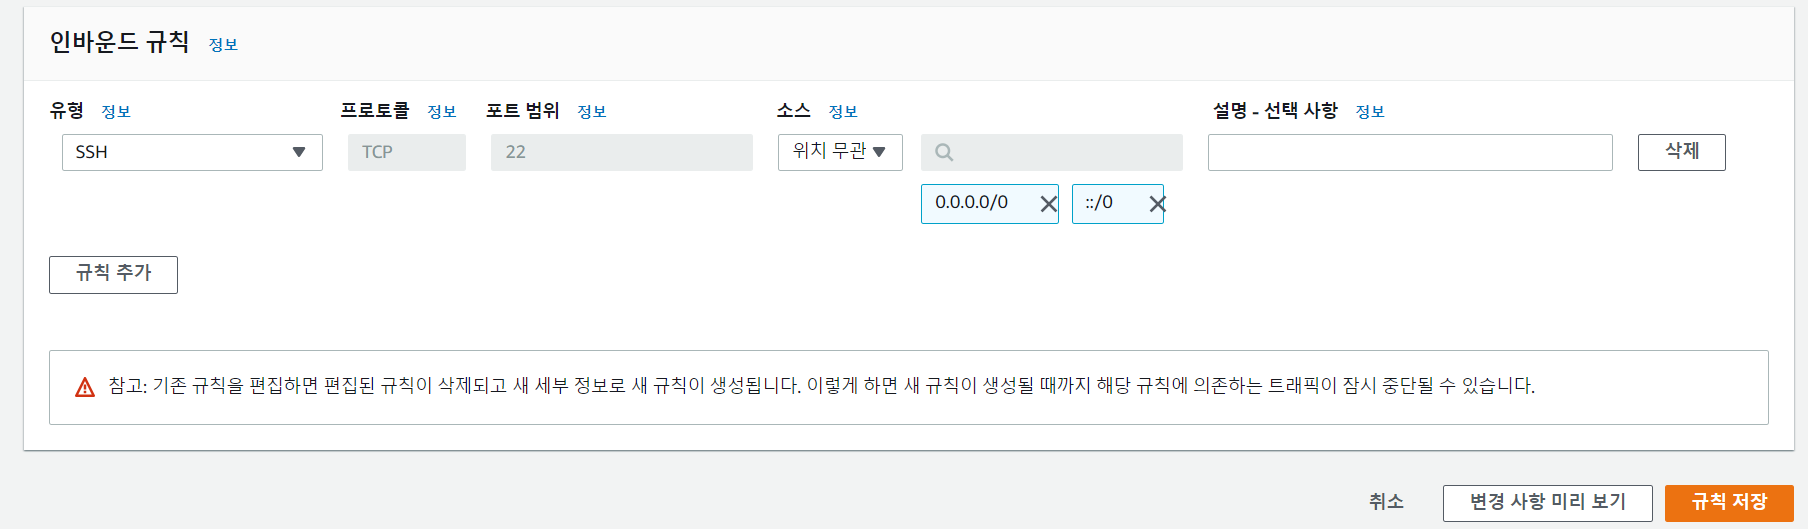 인바운드 규칙 정보
유형 정보 프로토콜 정보 포트 범위 정보 소스 정보 설명 - 선택 사항 정보
SSH TCP 22 위치 무관 삭제
0.0.0.0/0 ::/0
규칙 추가
참고: 기존 규칙을 편집하면 편집된 규칙이 삭제되고 새 세부 정보로 새 규칙이 생성됩니다. 이렇게 하면 새 규칙이 생성될 때까지 해당 규칙에 의존하는 트래픽이 잠시 중단될 수 있습니다.
취소 변경 사항 미리 보기 규칙 저장